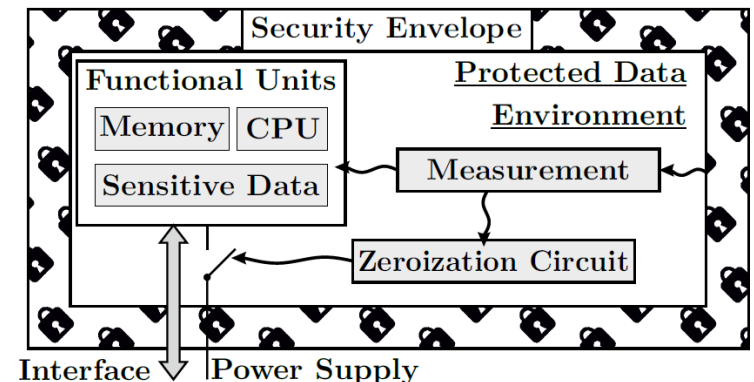 Security Envelope
Functional Units
Protected Data
Environment
Memory
CPU
Sensitive Data
Measurement
Zeroization Circuit
Interface
Power Supply